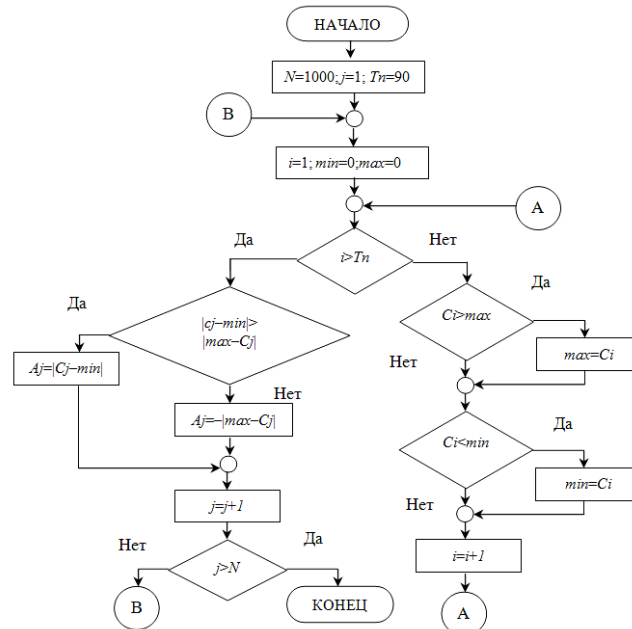 НАЧАЛО
N=1000; j=1; Tn=90
B
i=1; min=0;max=0
A
Да
i>Tn
Нет
Да
|cj–min|>
|max–Cj|
Ci>max
Да
Aj=|Cj–min|
Нет
max=Ci
Нет
Aj=–|max–Cj|
Ci<min
Да
min=Ci
j=j+1
Нет
Нет
Да
i=i+1
j>N
B
КОНЕЦ
A